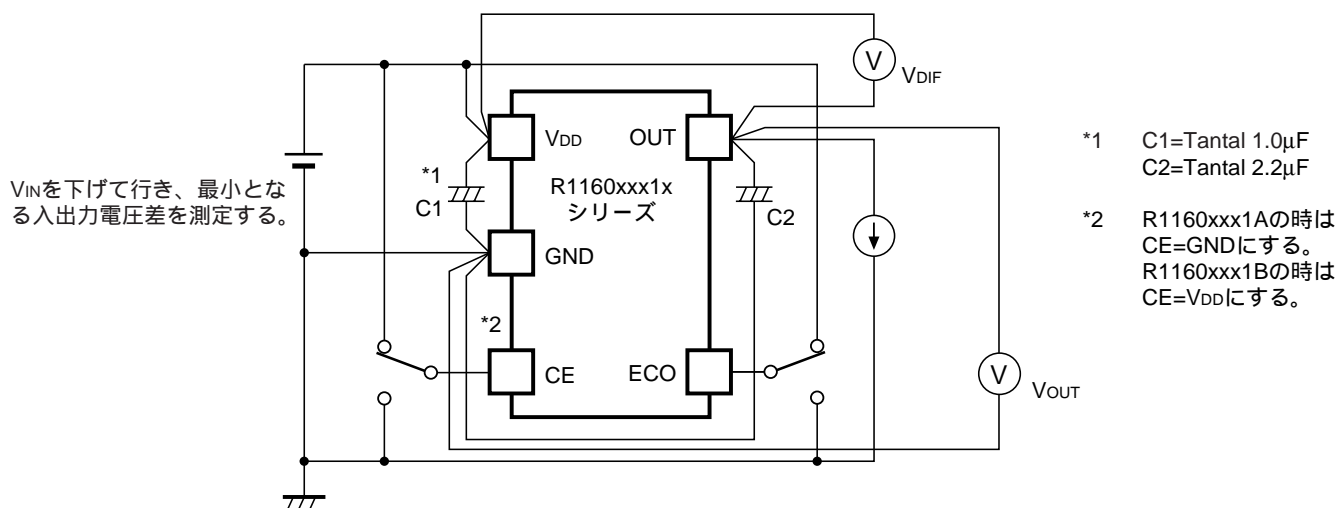 V
VDIF
VDD
OUT
*1
C1
R1160xxx1x
シリーズ
C2
GND
*2
CE
ECO
V
VOUT
VINを下げて行き、最小とな
る入出力電圧差を測定する。
*1 C1=Tantal 1.0μF
C2=Tantal 2.2μF
*2 R1160xxx1Aの時は
CE=GNDにする。
R1160xxx1Bの時は
CE=VDDにする。